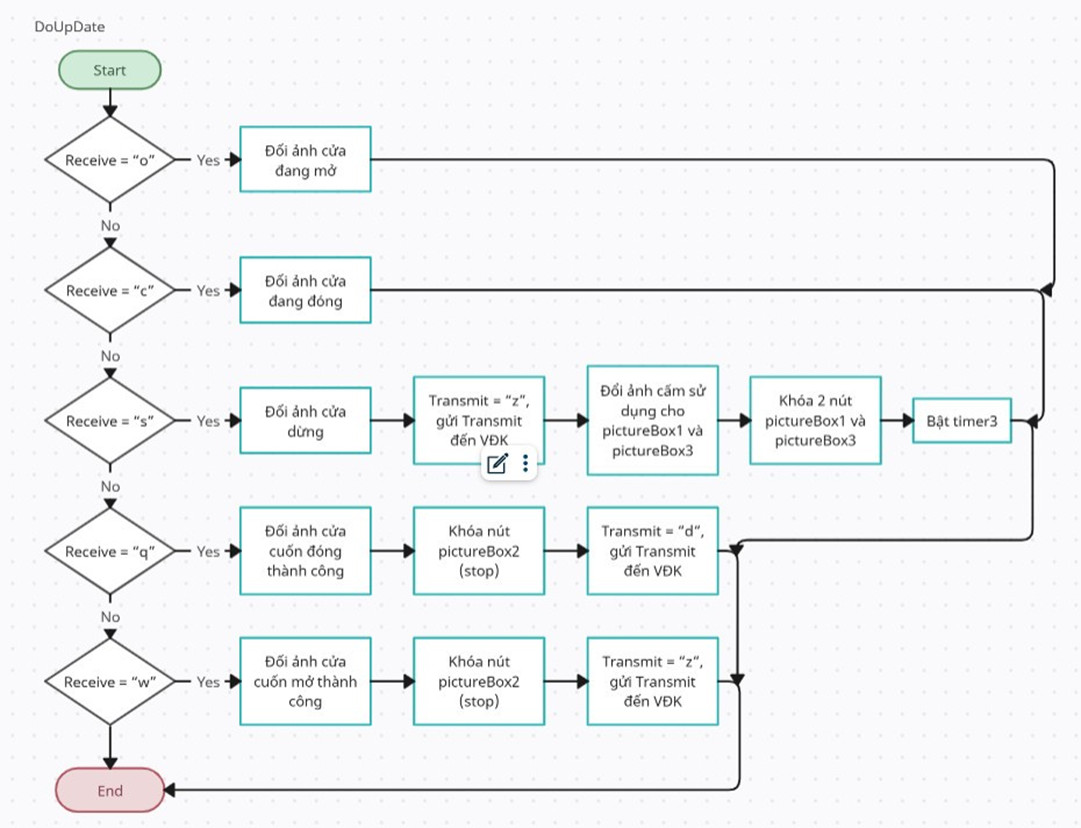 DoUpDate
Start
Receive = “o”
Yes
Đổi ảnh cửa
đang mở
No
Receive = “c”
Yes
Đổi ảnh cửa
đang đóng
No
Receive = “s”
Yes
Đổi ảnh cửa
dừng
Transmit = “z”,
gửi Transmit
đến VĐK
Đổi ảnh cấm sử
dụng cho
pictureBox1 và
pictureBox3
Khóa 2 nút
pictureBox1 và
pictureBox3
Bật timer3
No
Receive = “q”
Yes
Đổi ảnh cửa
cuốn đóng
thành công
Khóa nút
pictureBox2
(stop)
Transmit = “d”,
gửi Transmit
đến VĐK
No
Receive = “w”
Yes
Đổi ảnh cửa
cuốn mở thành
công
Khóa nút
pictureBox2
(stop)
Transmit = “z”,
gửi Transmit
đến VĐK
End